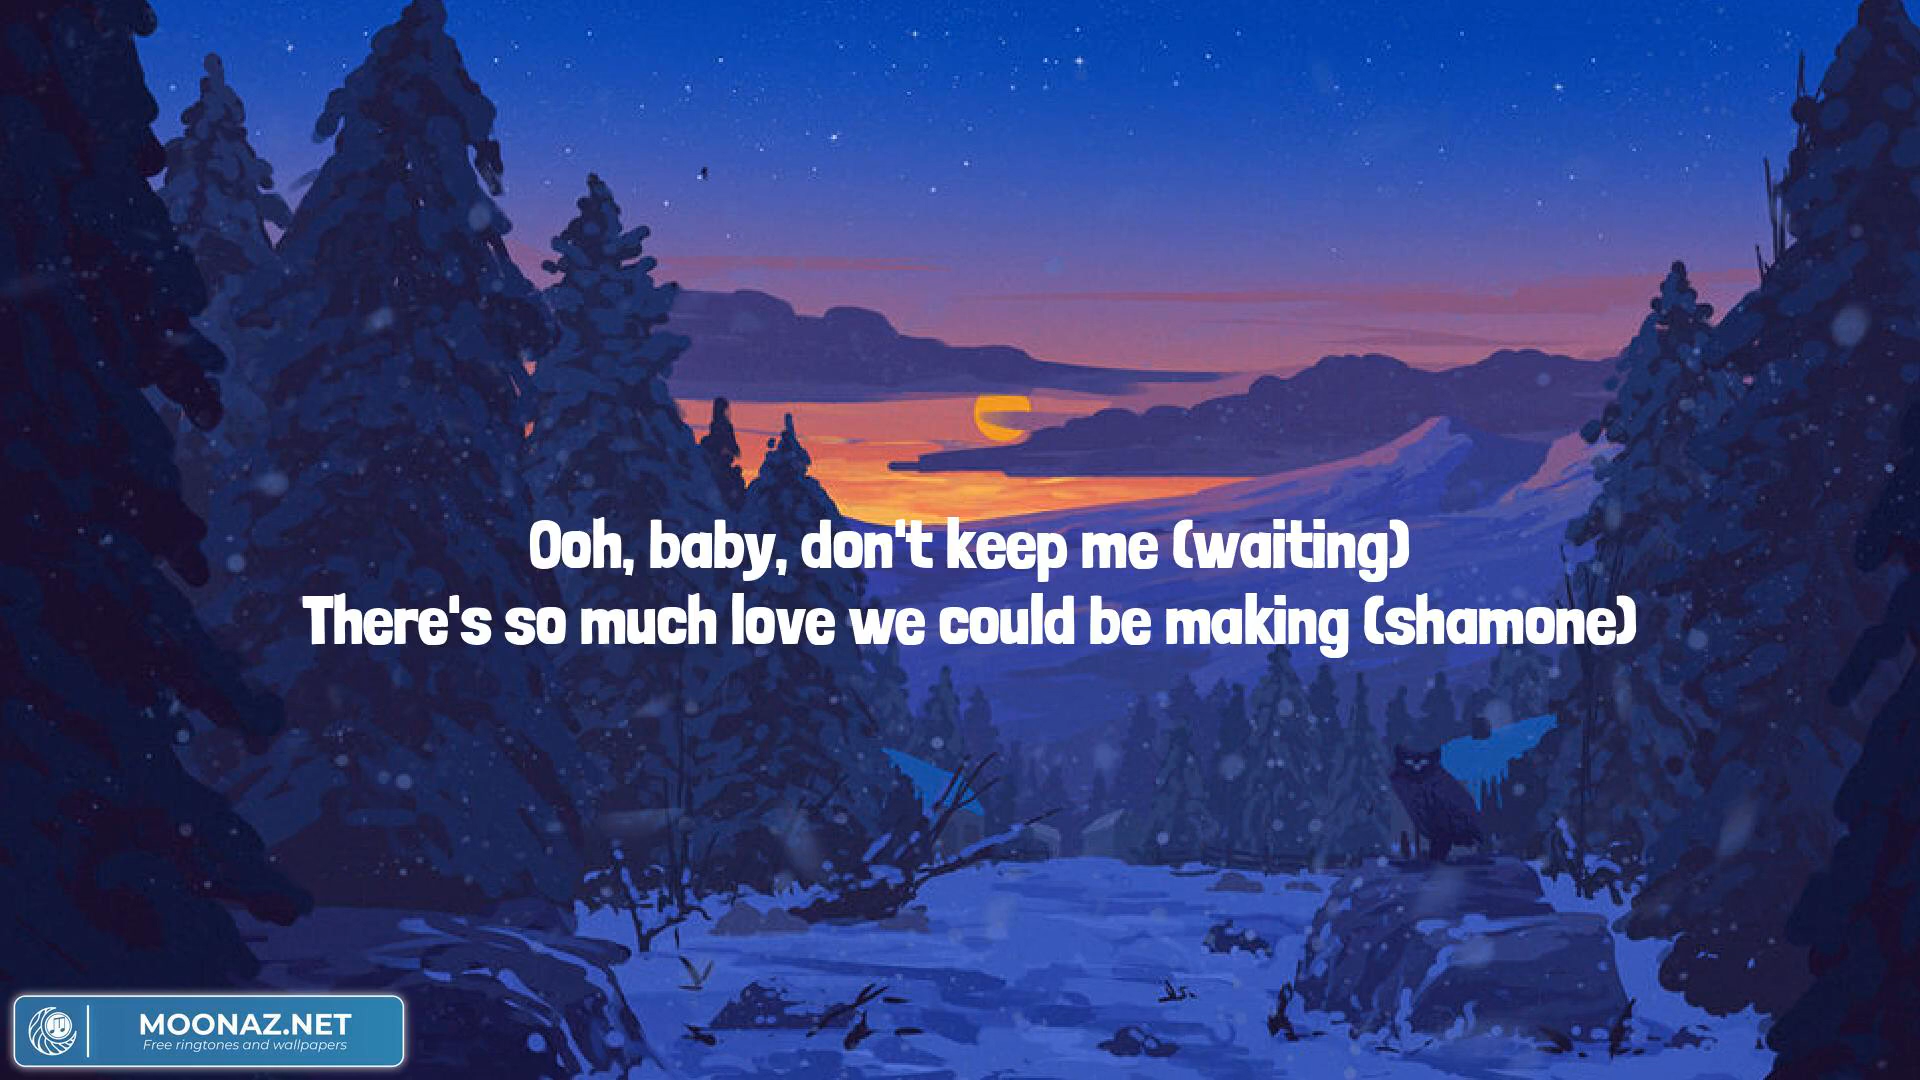 Ooh, baby, don't keep me (waiting)
There's so much love we could be making (shamone)
MOONAZ.NET
Free ringtones and wallpapers